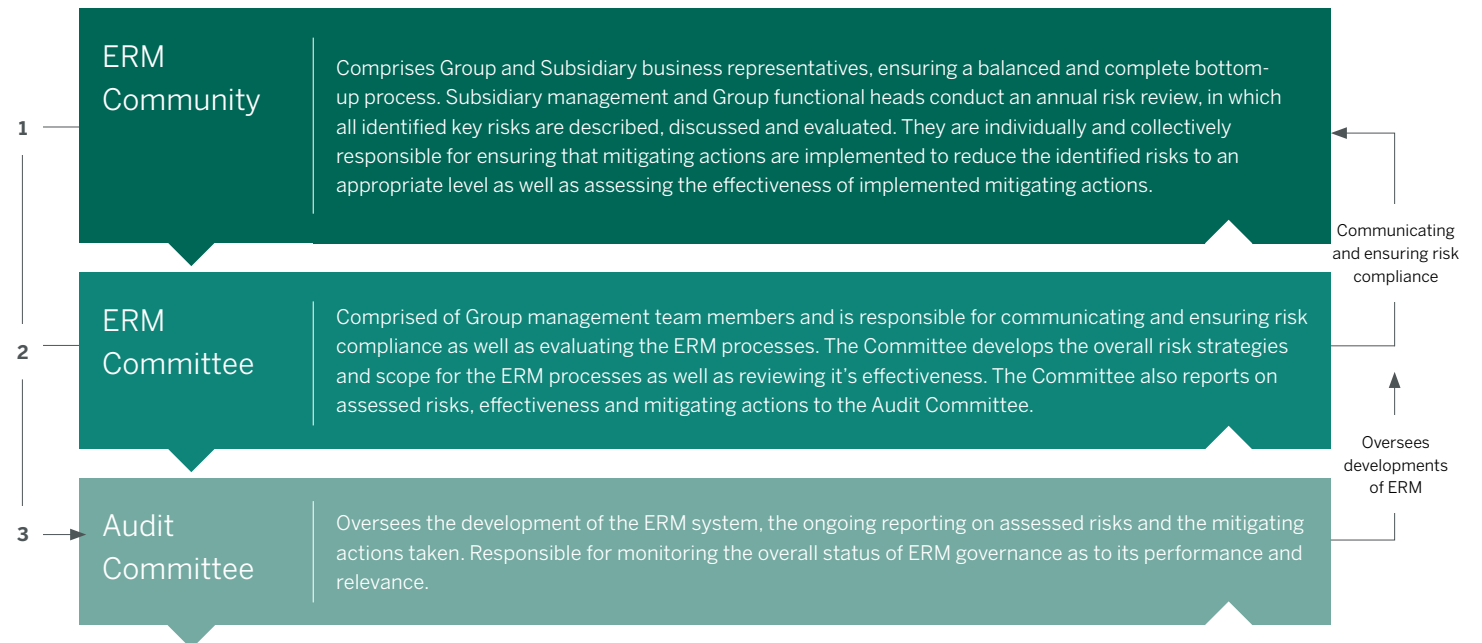 1
ERM
Community
Comprises Group and Subsidiary business representatives, ensuring a balanced and complete bottom-
up process. Subsidiary management and Group functional heads conduct an annual risk review, in which
all identified key risks are described, discussed and evaluated. They are individually and collectively
responsible for ensuring that mitigating actions are implemented to reduce the identified risks to an
appropriate level as well as assessing the effectiveness of implemented mitigating actions.
Communicating
and ensuring risk
compliance
2
ERM
Committee
Comprised of Group management team members and is responsible for communicating and ensuring risk
compliance as well as evaluating the ERM processes. The Committee develops the overall risk strategies
and scope for the ERM processes as well as reviewing it's effectiveness. The Committee also reports on
assessed risks, effectiveness and mitigating actions to the Audit Committee.
Oversees
developments
of ERM
3
Audit
Committee
Oversees the development of the ERM system, the ongoing reporting on assessed risks and the mitigating
actions taken. Responsible for monitoring the overall status of ERM governance as to its performance and
relevance.